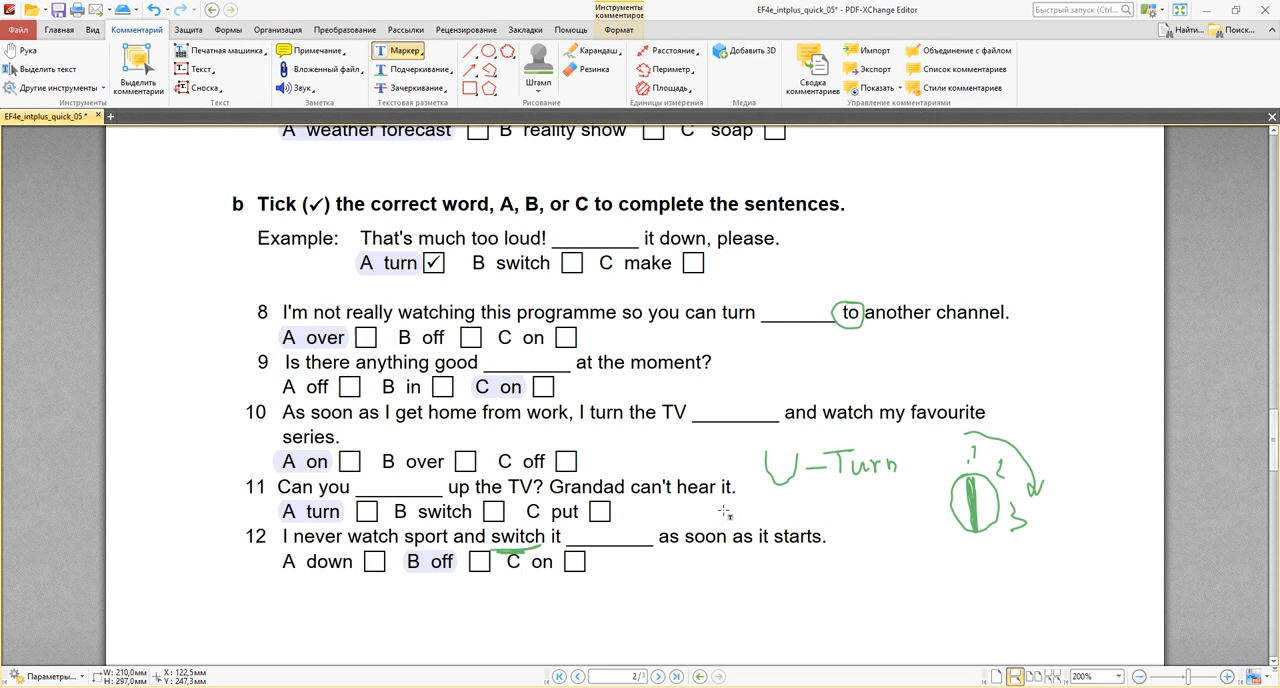 Инструменты комментиров
EF4e_intplus_quick_05* - PDF-XChange Editor
Быстрый запуск (Ctrl...
Файл Главная Вид Комментарий Защита Формы Организация Преобразование Рассылки Рецензирование Закладки Помощь Формат Найти... Поиск...
Рука
Выделить текст
Другие инструменты
Инструменты
Выделить комментарии
Печатная машинка
Текст
Сноска
Текст
Примечание
Вложенный файл
Звук
Заметка
Маркер
Подчеркивание
Зачеркивание
Текстовая разметка
Штамп
Карандаш
Резинка
Рисование
Расстояние
Периметр
Площадь
Единицы измерения
Добавить 3D
Медиа
Сводка комментариев
Импорт
Экспорт
Показать
Объединение с файлом
Список комментариев
Стили комментариев
Управление комментариями
EF4e_intplus_quick_05 *
A weather forecast B reality show C soap
b Tick (✓) the correct word, A, B, or C to complete the sentences.
Example: That's much too loud! ________ it down, please.
A turn ✓ B switch C make
8 I'm not really watching this programme so you can turn _______ to another channel.
A over B off C on
9 Is there anything good ________ at the moment?
A off B in C on
10 As soon as I get home from work, I turn the TV ________ and watch my favourite
series.
A on B over C off
U – Turn
1
2
3
11 Can you ________ up the TV? Grandad can't hear it.
A turn B switch C put
12 I never watch sport and switch it ________ as soon as it starts.
A down B off C on
Параметры...
W: 210,0мм
H: 297,0мм
X: 122,5мм
Y: 247,3мм
200%